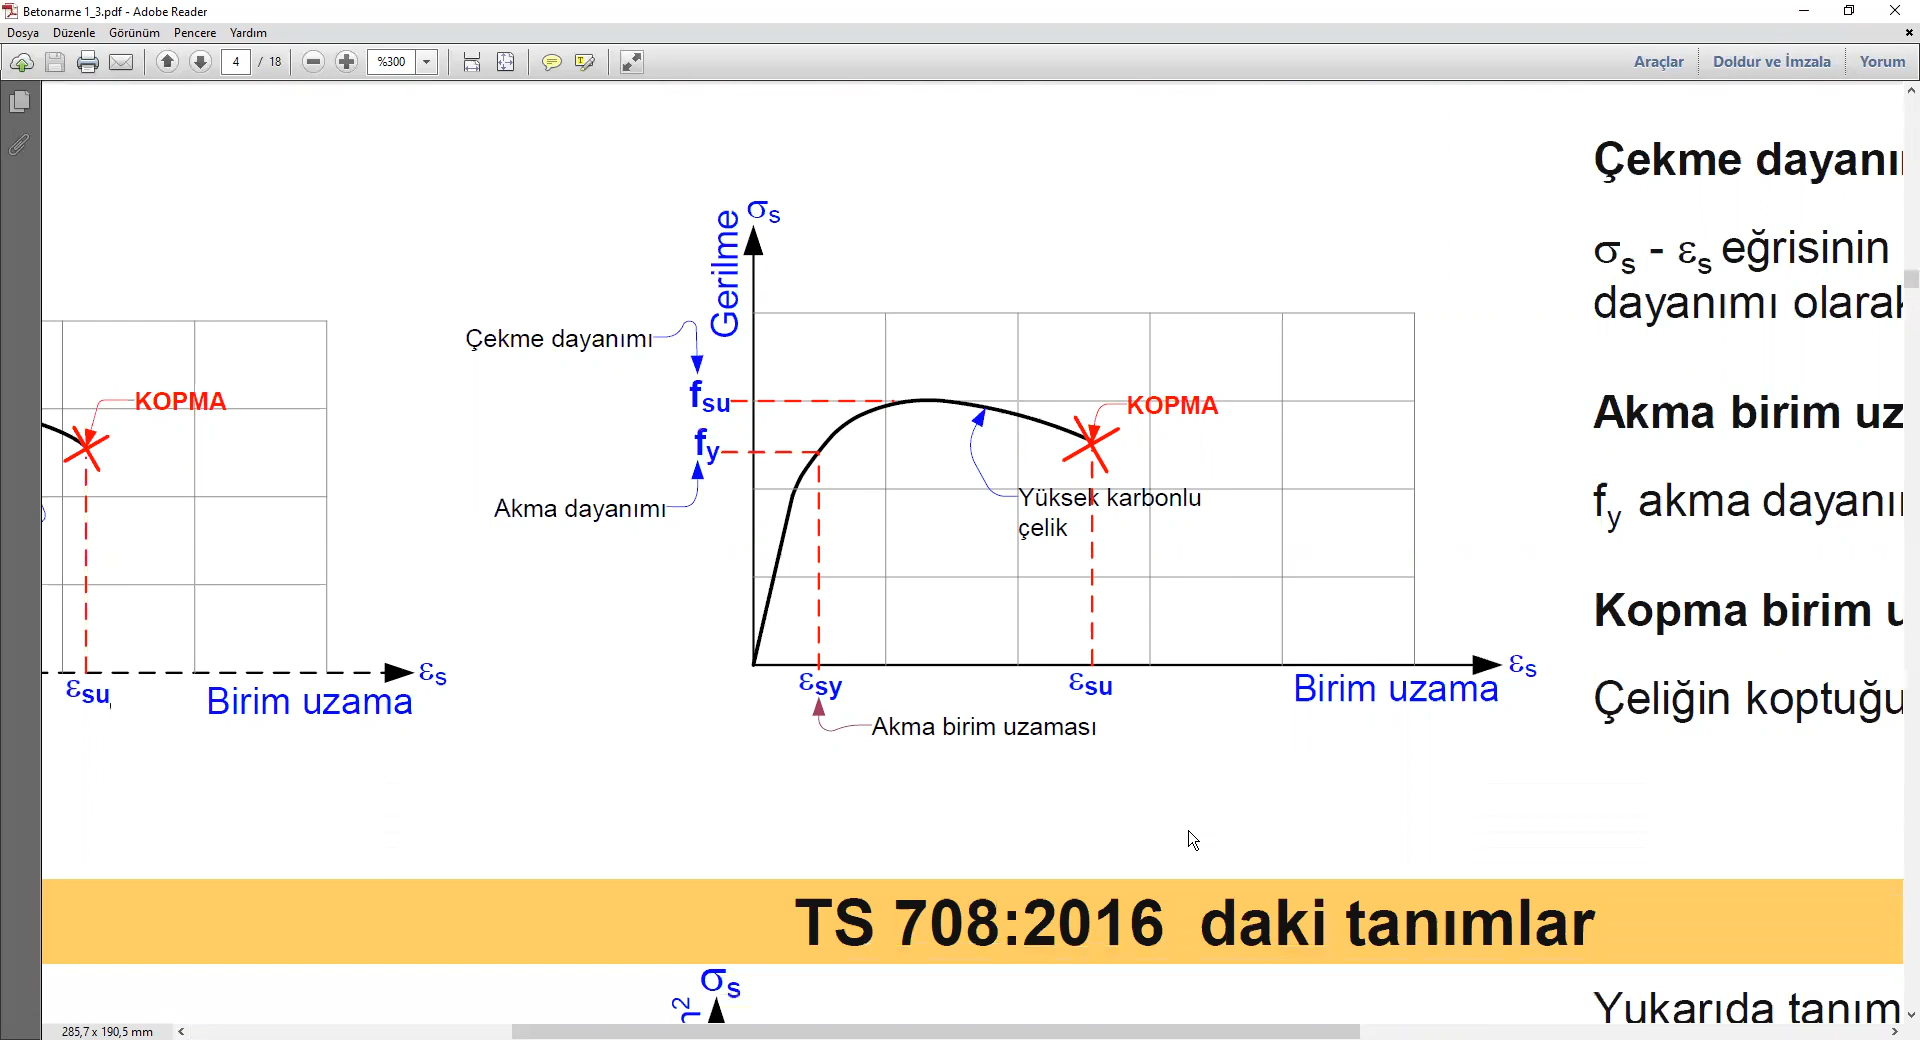 Betonarme 1_3.pdf - Adobe Reader
Dosya Düzenle Görünüm Pencere Yardım
4 / 18 %300 Araçlar Doldur ve İmzala Yorum
Çekme dayanı
σs - εs eğrisinin
dayanımı olarak
Akma birim uz
fy akma dayanı
Kopma birim u
Çeliğin koptuğu
KOPMA
εsu
Birim uzama
εs
Gerilme
σs
Çekme dayanımı
fsu
fy
Akma dayanımı
KOPMA
Yüksek karbonlu
çelik
εsy
εsu
Birim uzama
εs
Akma birim uzaması
TS 708:2016 daki tanımlar
σs
Yukarıda tanım
285,7 x 190,5 mm